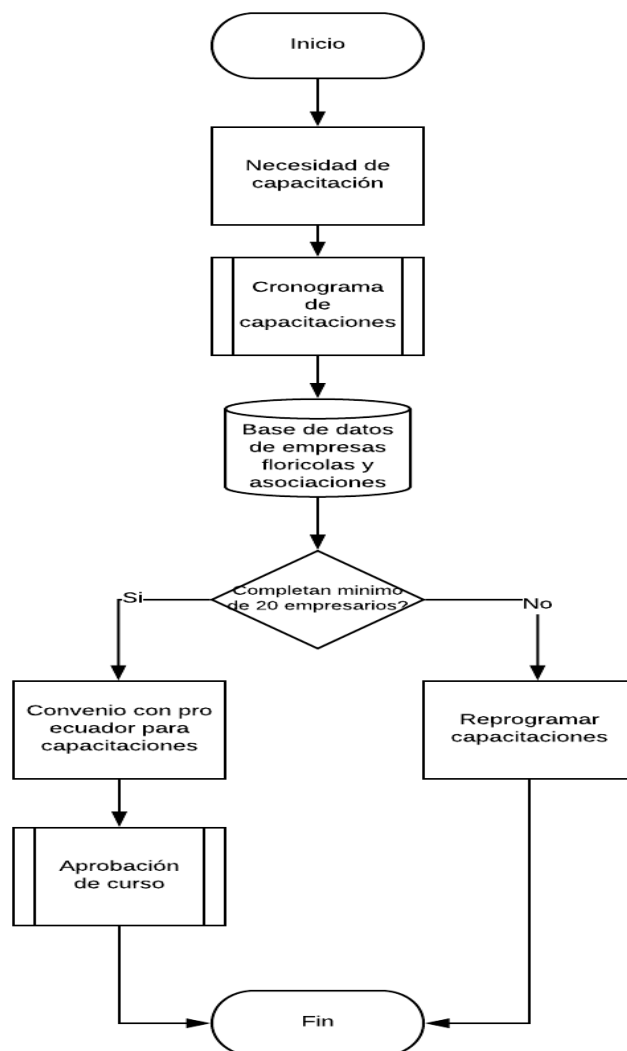 Inicio
Necesidad de
capacitación
Cronograma
de
capacitaciones
Base de datos
de empresas
floricolas y
asociaciones
Completan minimo
de 20 empresarios?
Si
No
Convenio con pro
ecuador para
capacitaciones
Reprogramar
capacitaciones
Aprobación
de curso
Fin